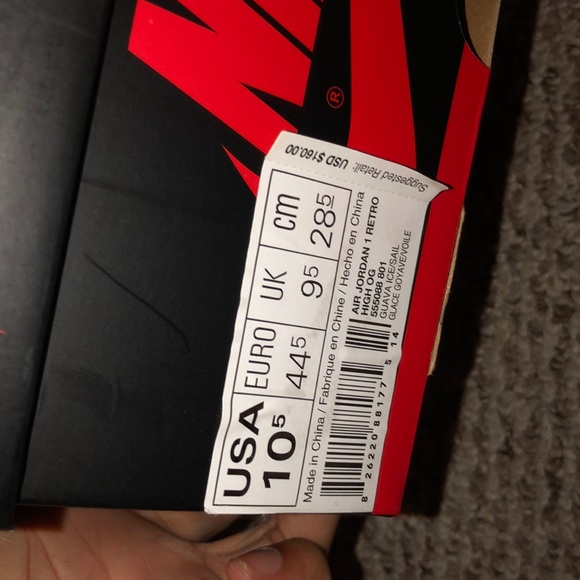 ®
Suggested Retail: USD $160.00
USA
10⁵
EURO
44⁵
UK
9⁵
cm
28⁵
Made in China / Fabriqué en Chine / Hecho en China
AIR JORDAN 1 RETRO
HIGH OG
555088 801
GUAVA ICE/SAIL
GLACE GOYAVE/VOILE
8 26220 88177 5 14